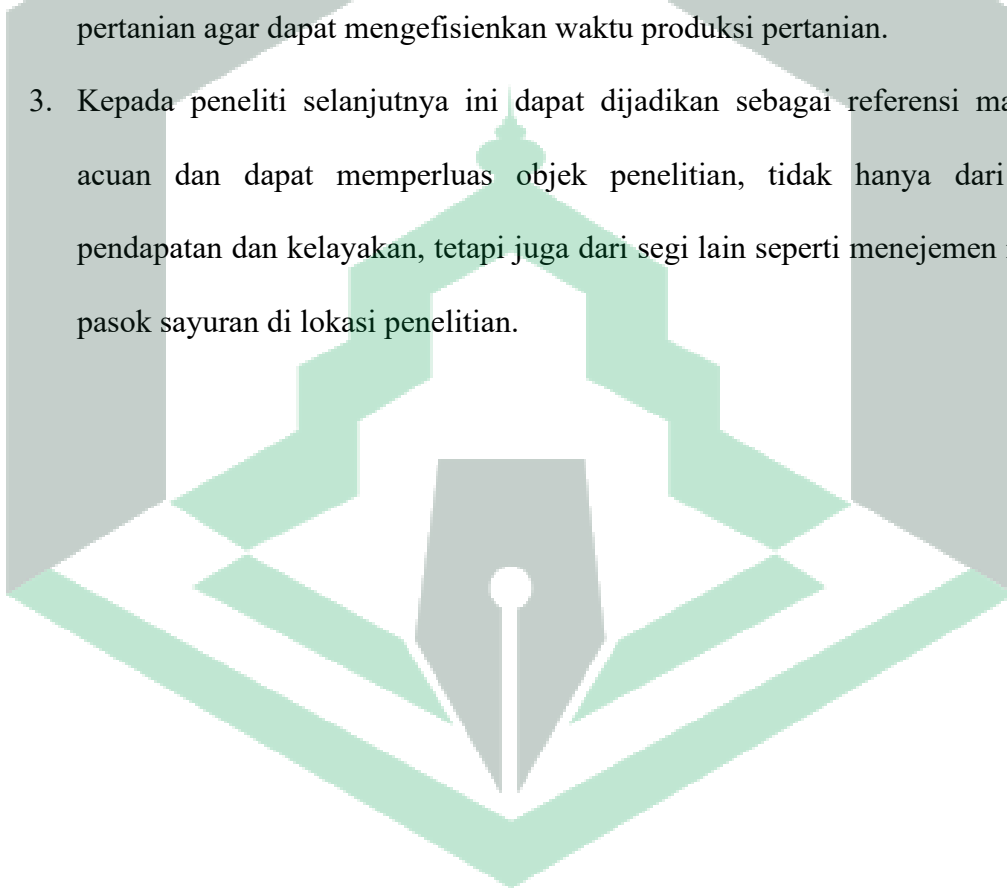 pertanian agar dapat mengefisienkan waktu produksi pertanian.
3. Kepada peneliti selanjutnya ini dapat dijadikan sebagai referensi
acuan dan dapat memperluas objek penelitian, tidak hanya dari
pendapatan dan kelayakan, tetapi juga dari segi lain seperti menejemen
pasok sayuran di lokasi penelitian.